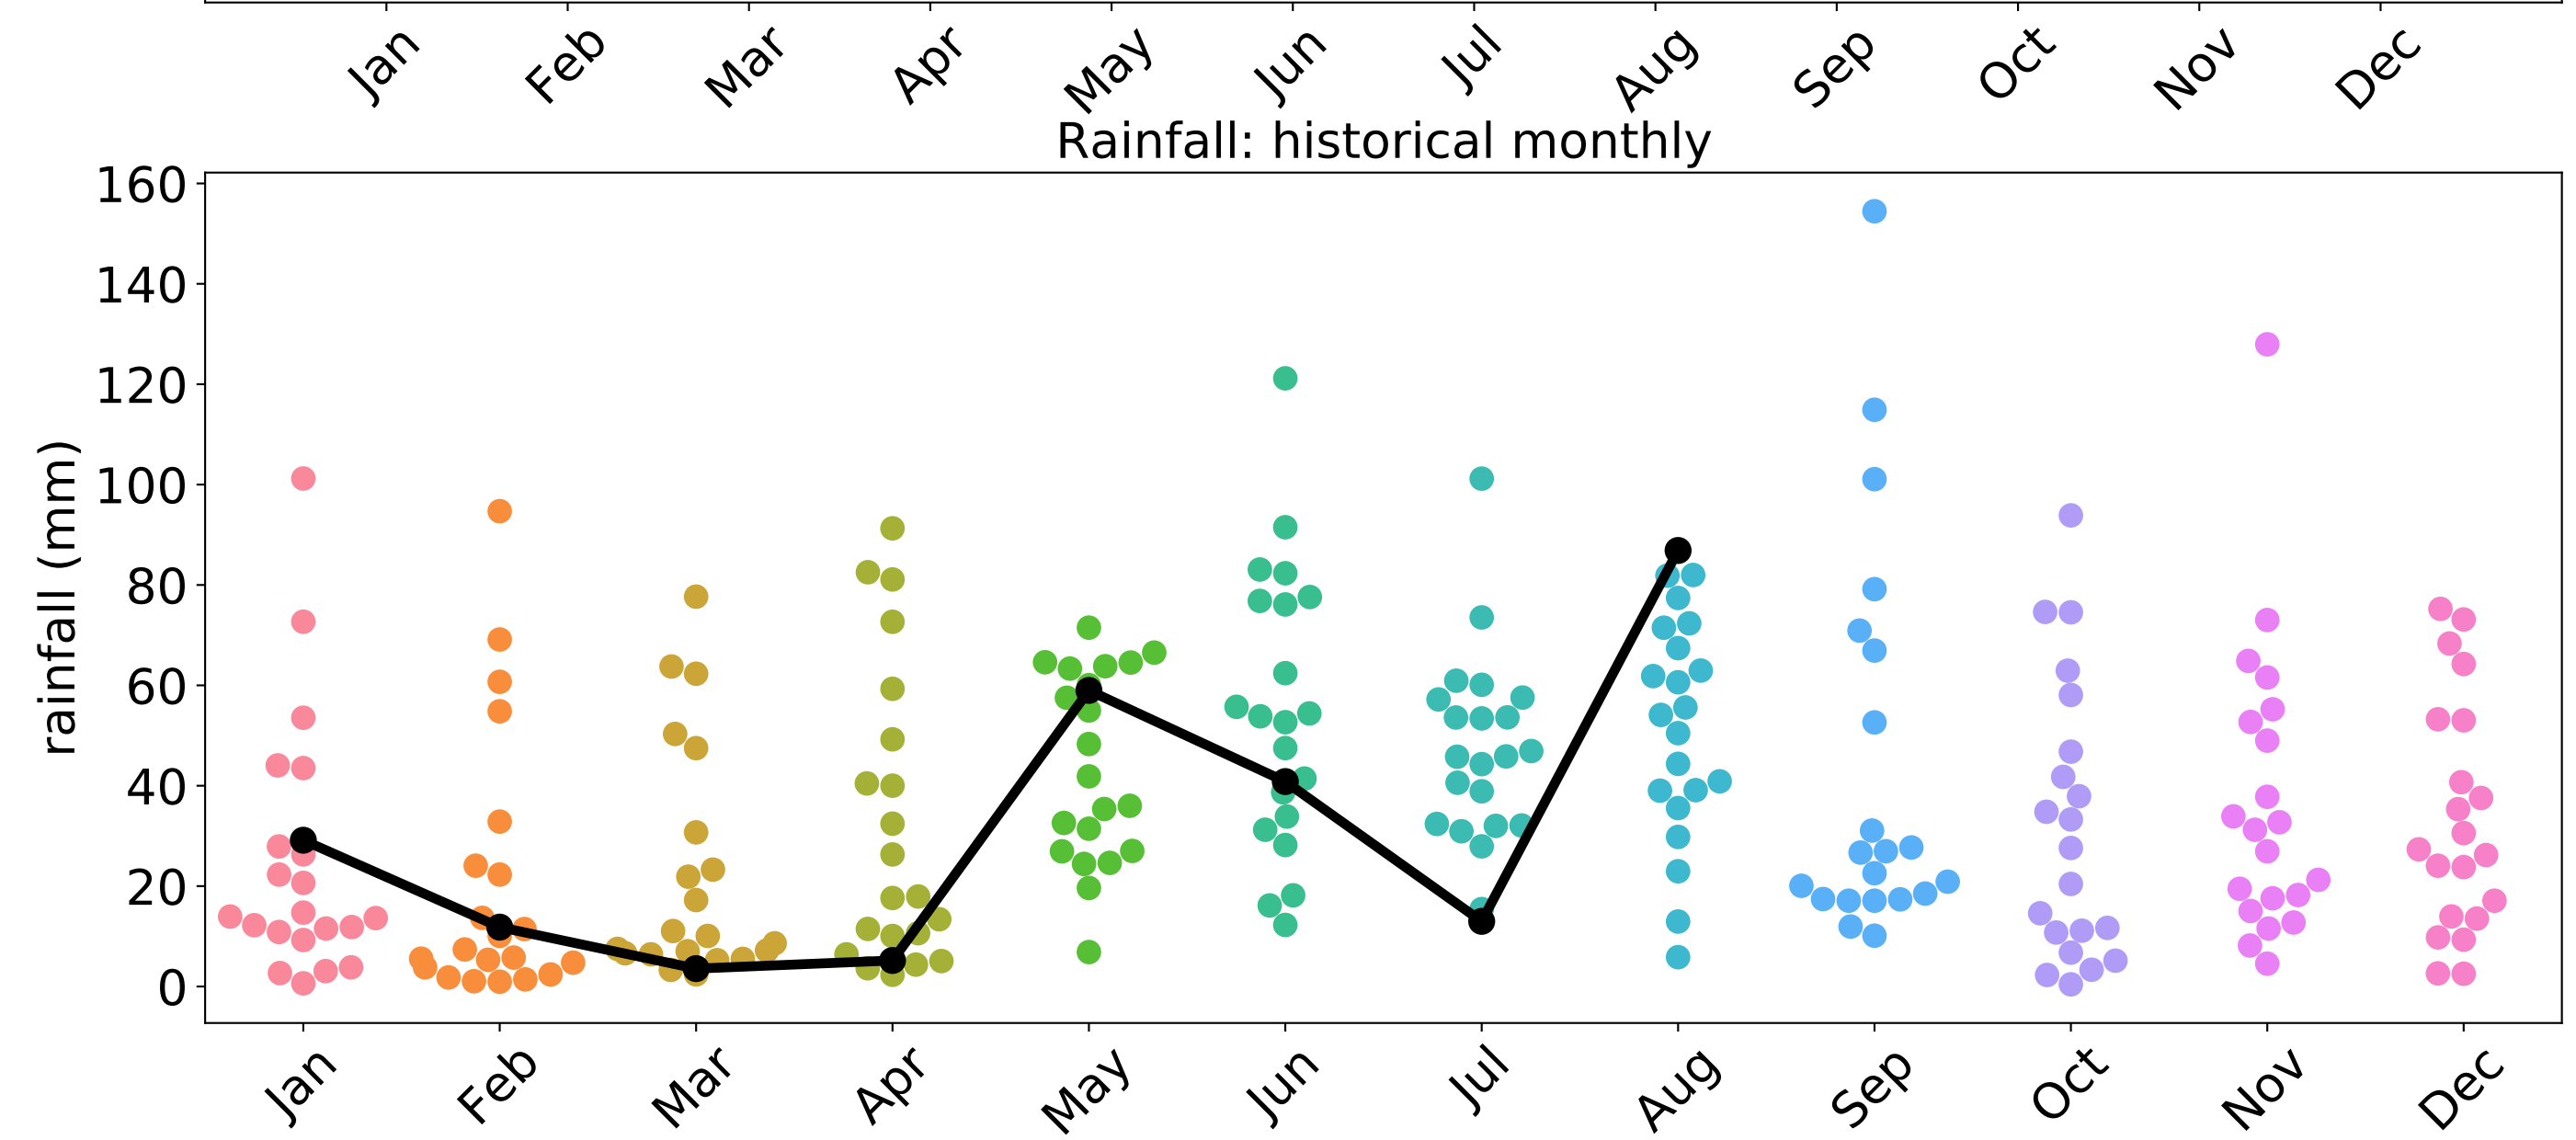 Jan Feb Mar Apr May Jun Jul Aug Sep Oct Nov Dec
Rainfall: historical monthly
160
140
120
100
80
60
40
20
0
rainfall (mm)
Jan Feb Mar Apr May Jun Jul Aug Sep Oct Nov Dec